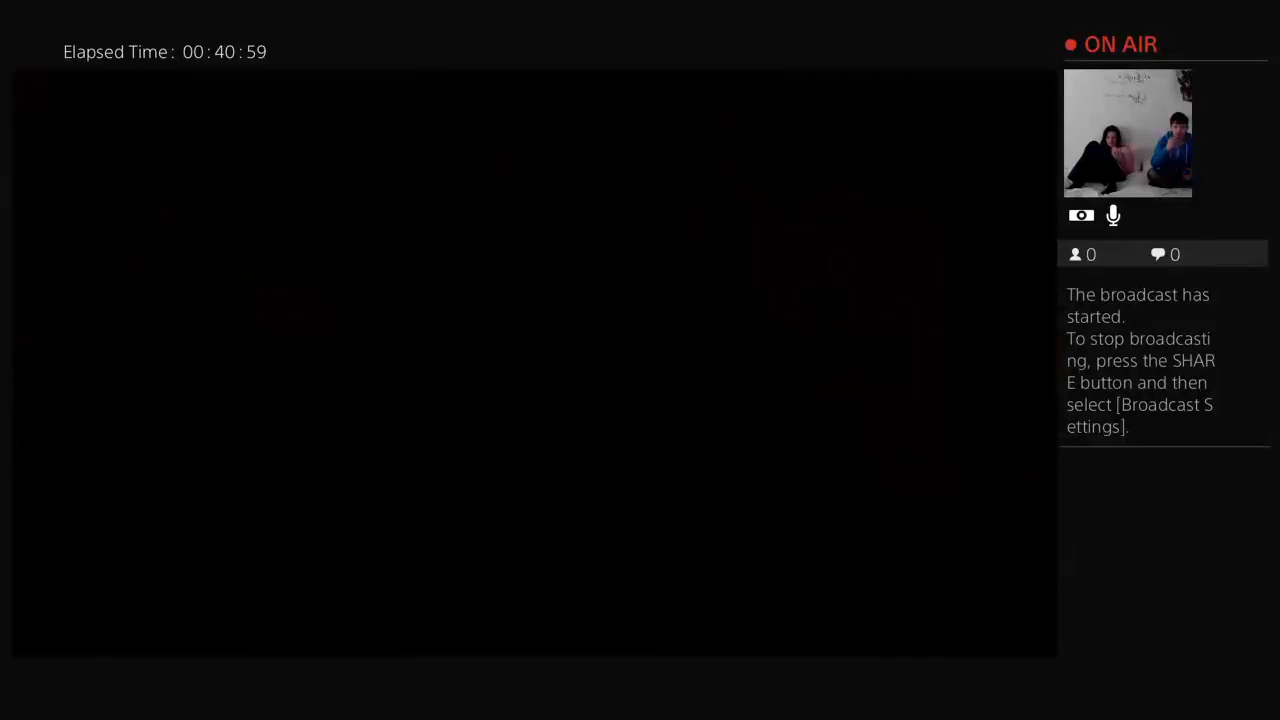 Elapsed Time: 00:40:59
ON AIR
0 0
The broadcast has
started.
To stop broadcasti
ng, press the SHAR
E button and then
select [Broadcast S
ettings].